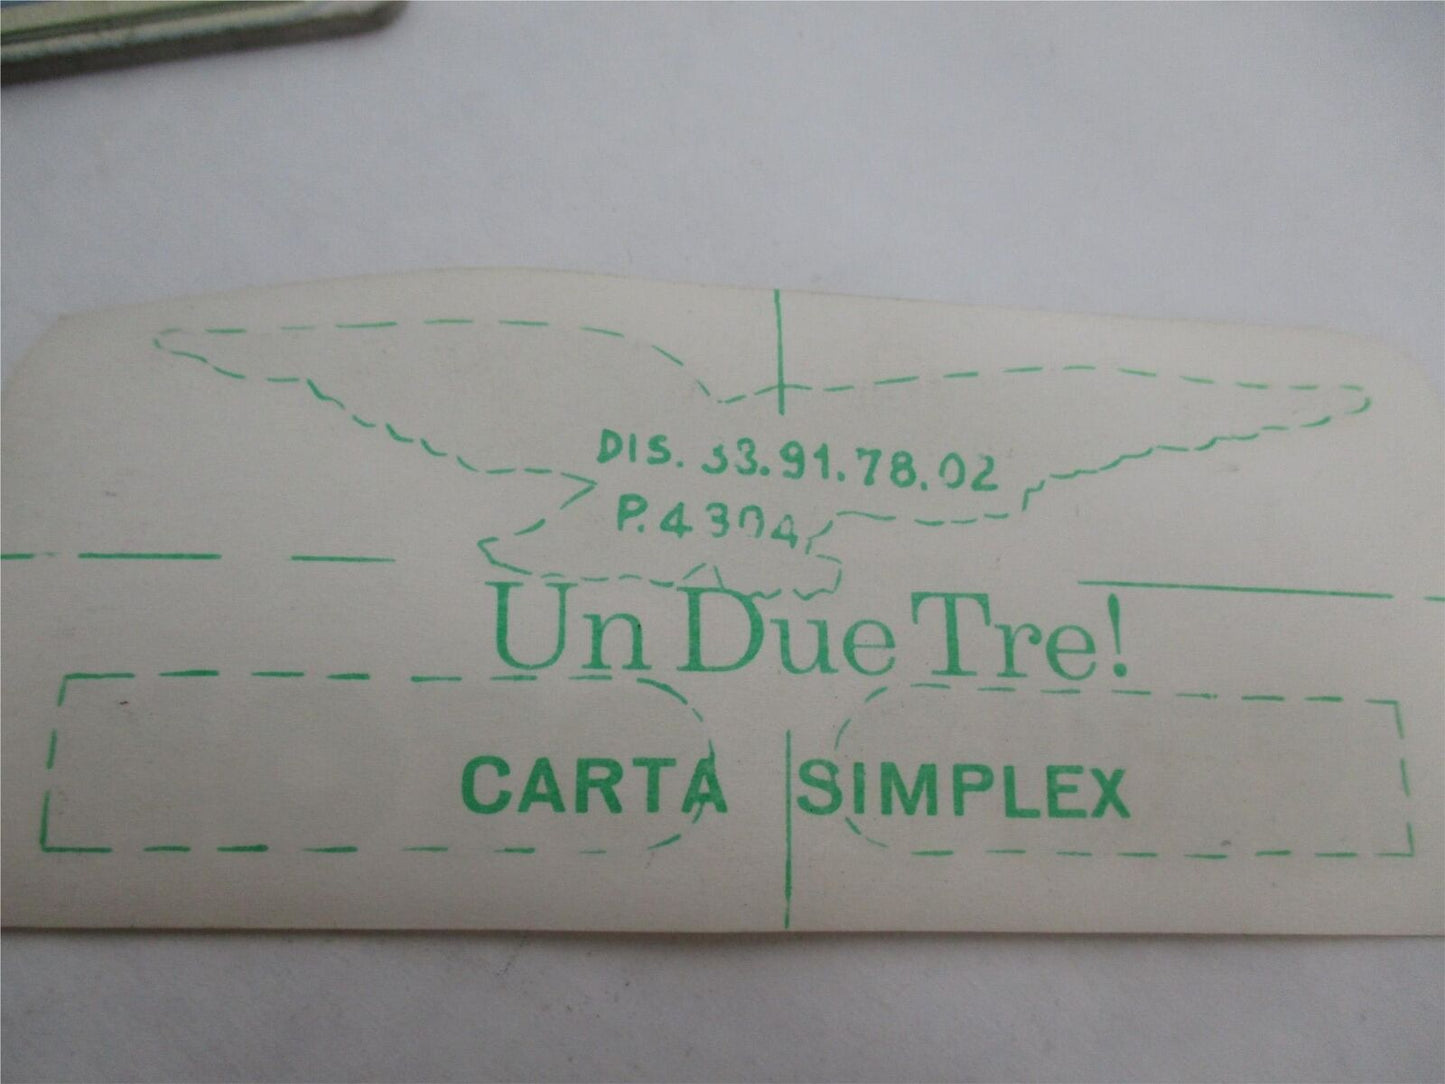 DIS. 33.91.78.02
P.4304
Un Due Tre!
CARTA SIMPLEX